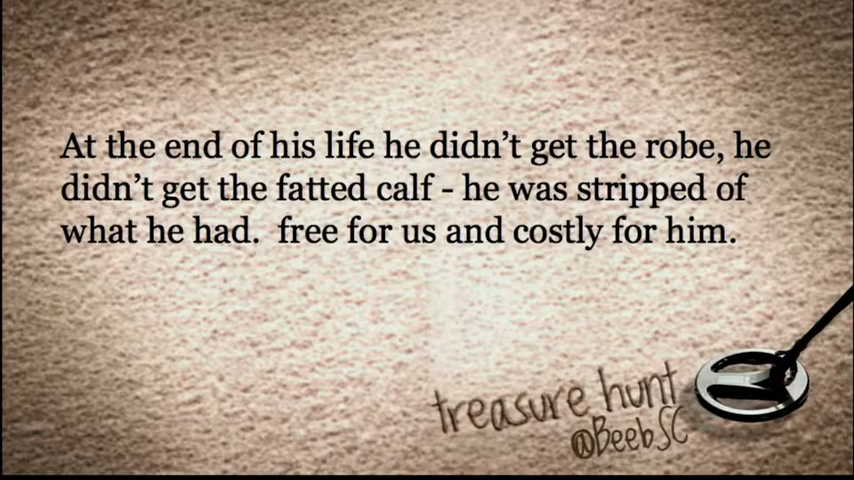 At the end of his life he didn’t get the robe, he
didn’t get the fatted calf - he was stripped of
what he had.  free for us and costly for him.
treasure hunt
@BeebSC